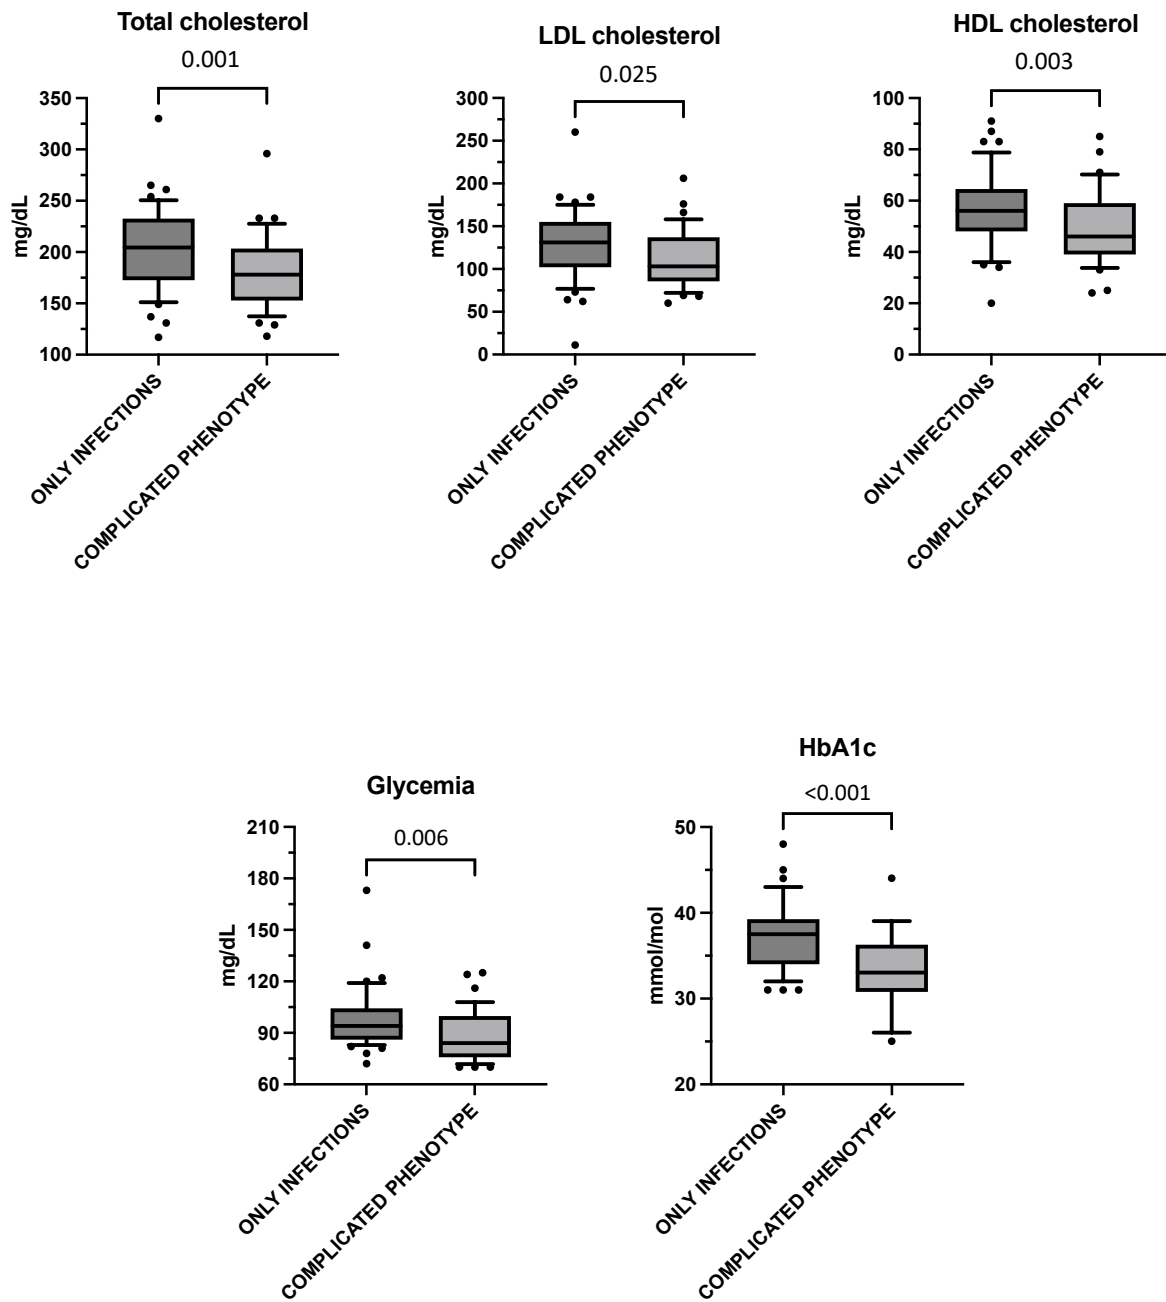 Total cholesterol
0.001
350
300
250
200
150
100
mg/dL
ONLY INFECTIONS
COMPLICATED PHENOTYPE
LDL cholesterol
0.025
300
250
200
150
100
50
0
mg/dL
ONLY INFECTIONS
COMPLICATED PHENOTYPE
HDL cholesterol
0.003
100
80
60
40
20
0
mg/dL
ONLY INFECTIONS
COMPLICATED PHENOTYPE
Glycemia
0.006
210
180
150
120
90
60
mg/dL
ONLY INFECTIONS
COMPLICATED PHENOTYPE
HbA1c
<0.001
50
40
30
20
mmol/mol
ONLY INFECTIONS
COMPLICATED PHENOTYPE